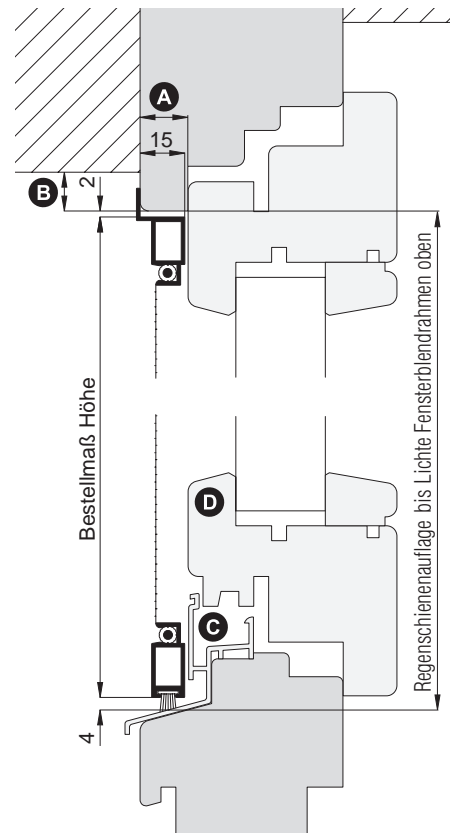 A
15
B
2
Bestellmaß Höhe
Regenschienenauflage bis Lichte Fensterblendrahmen oben
D
C
4